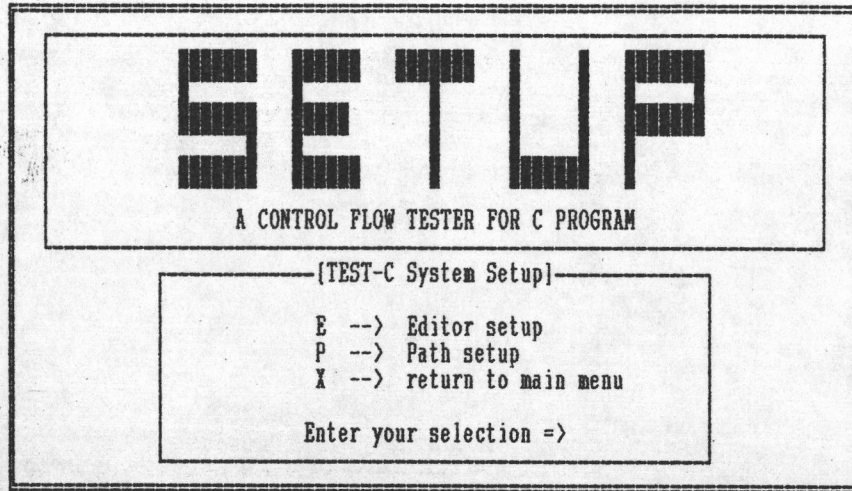 SETUP
A CONTROL FLOW TESTER FOR C PROGRAM
[TEST-C System Setup]
E --> Editor setup
P --> Path setup
X --> return to main menu
Enter your selection =>